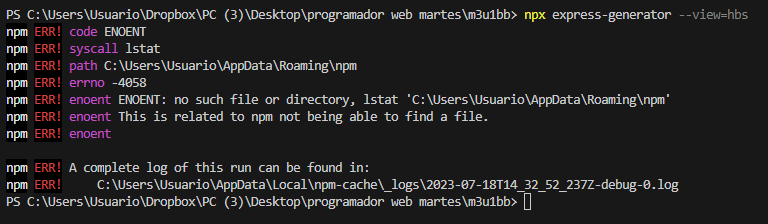 PS C:\Users\Usuario\Dropbox\PC (3)\Desktop\programador web martes\m3u1bb> npx express-generator --view=hbs
npm ERR! code ENOENT
npm ERR! syscall lstat
npm ERR! path C:\Users\Usuario\AppData\Roaming\npm
npm ERR! errno -4058
npm ERR! enoent ENOENT: no such file or directory, lstat 'C:\Users\Usuario\AppData\Roaming\npm'
npm ERR! enoent This is related to npm not being able to find a file.
npm ERR! enoent
npm ERR! A complete log of this run can be found in:
npm ERR!     C:\Users\Usuario\AppData\Local\npm-cache\_logs\2023-07-18T14_32_52_237Z-debug-0.log
PS C:\Users\Usuario\Dropbox\PC (3)\Desktop\programador web martes\m3u1bb>